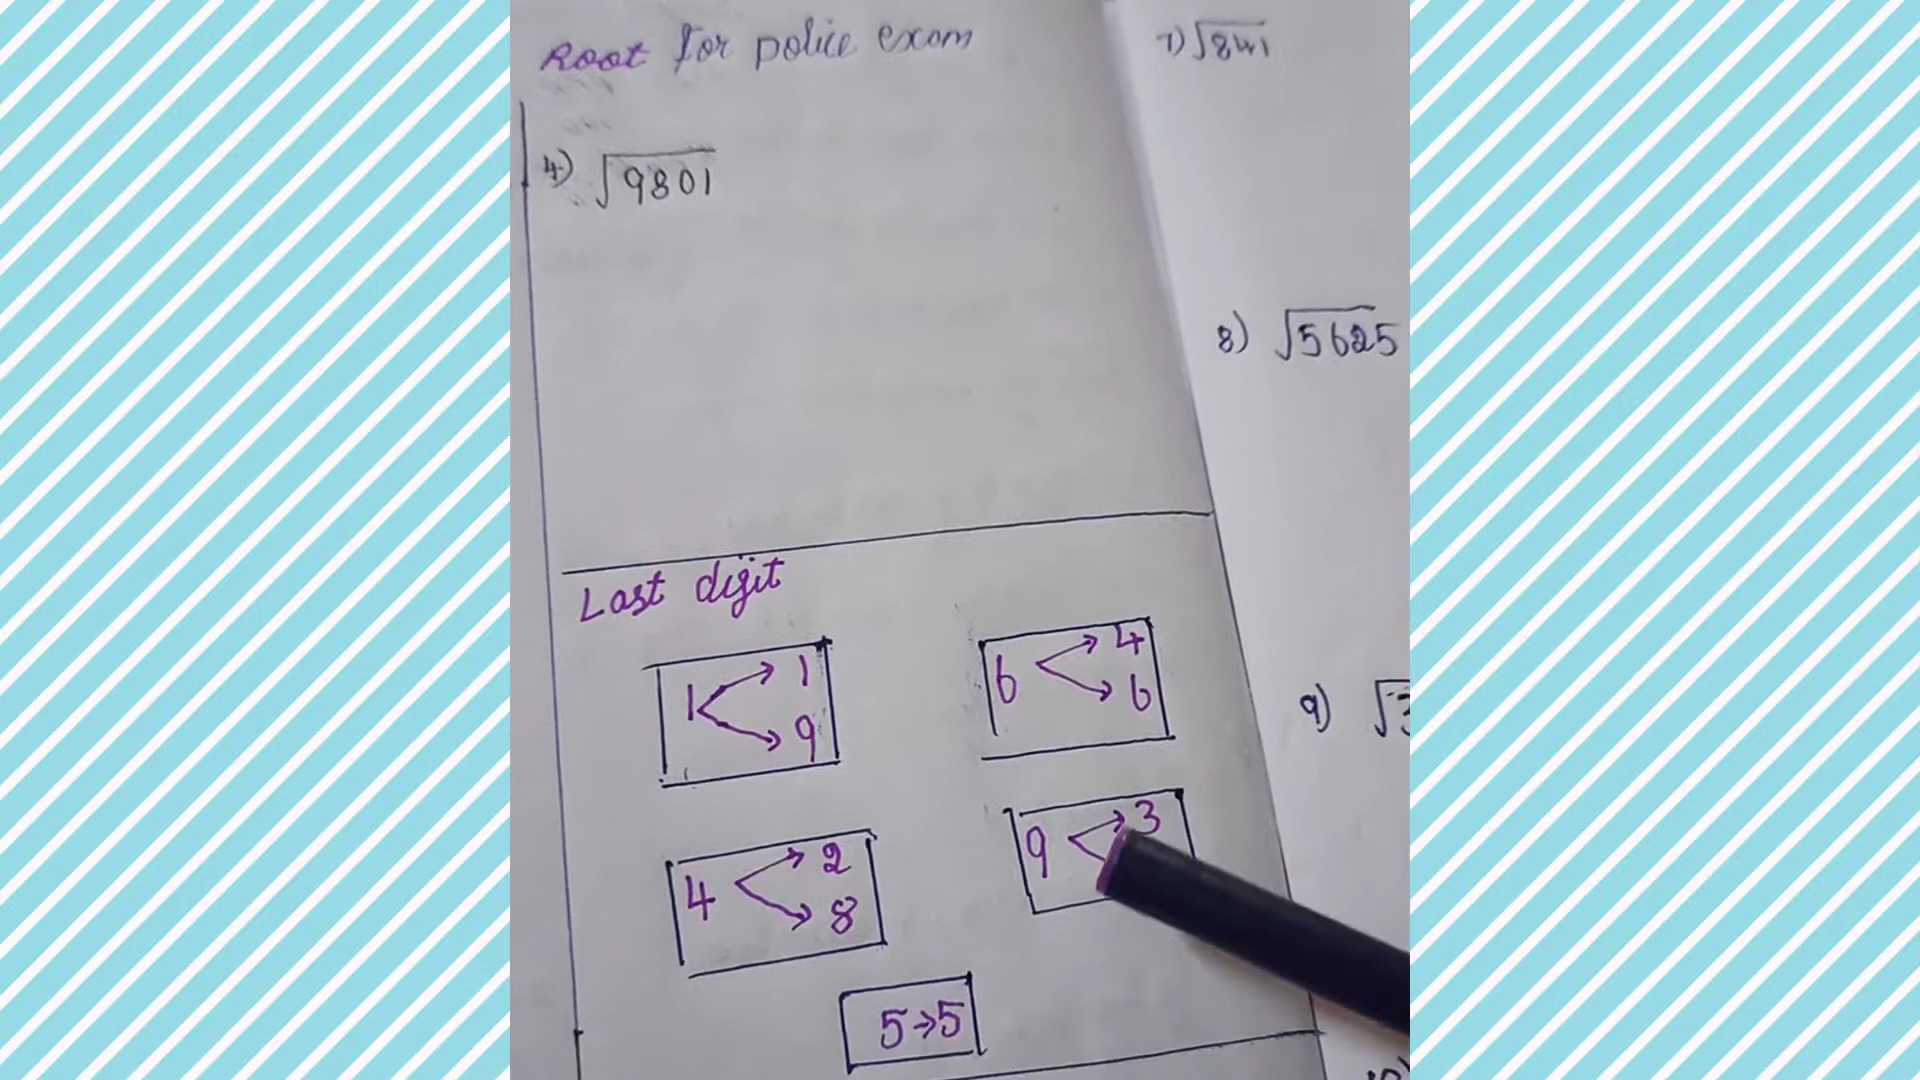 Root for police exam
4) √9801
Last digit
1 → 1
→ 9
6 → 4
→ 6
4 → 2
→ 8
9 → 3
5→5
7) √841
8) √5625
9)